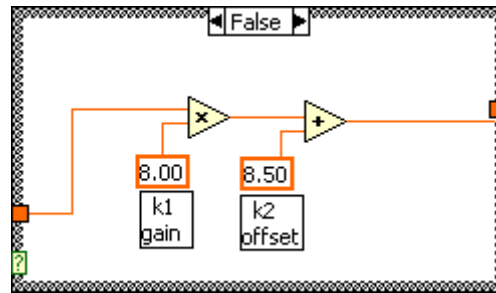 False
×
+
8.00
8.50
k1
gain
k2
offset
?